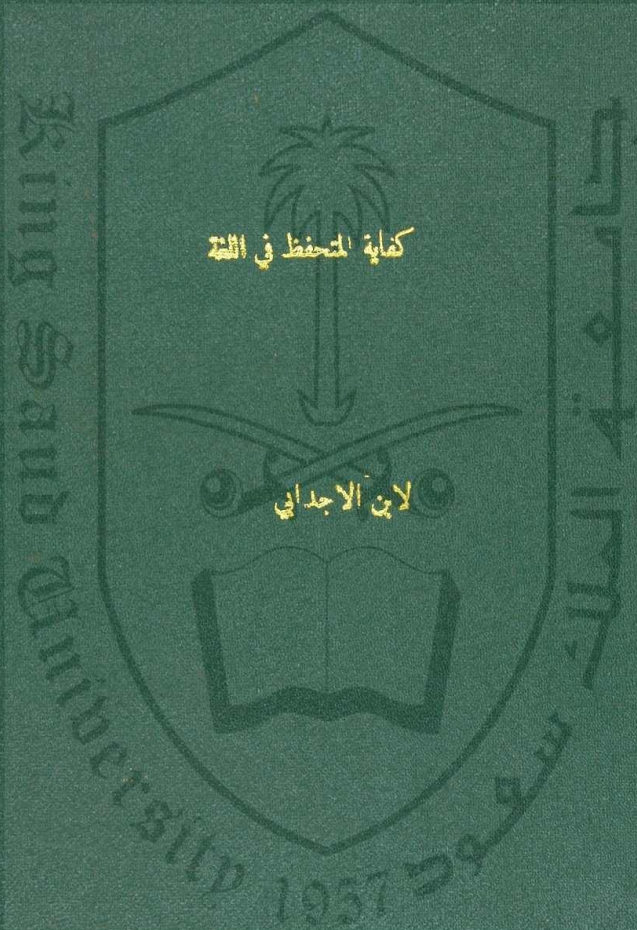 كفاية المتحفظ في اللغة
لابن الاجدابي
King Saud University 1957
جامعة الملك سعود